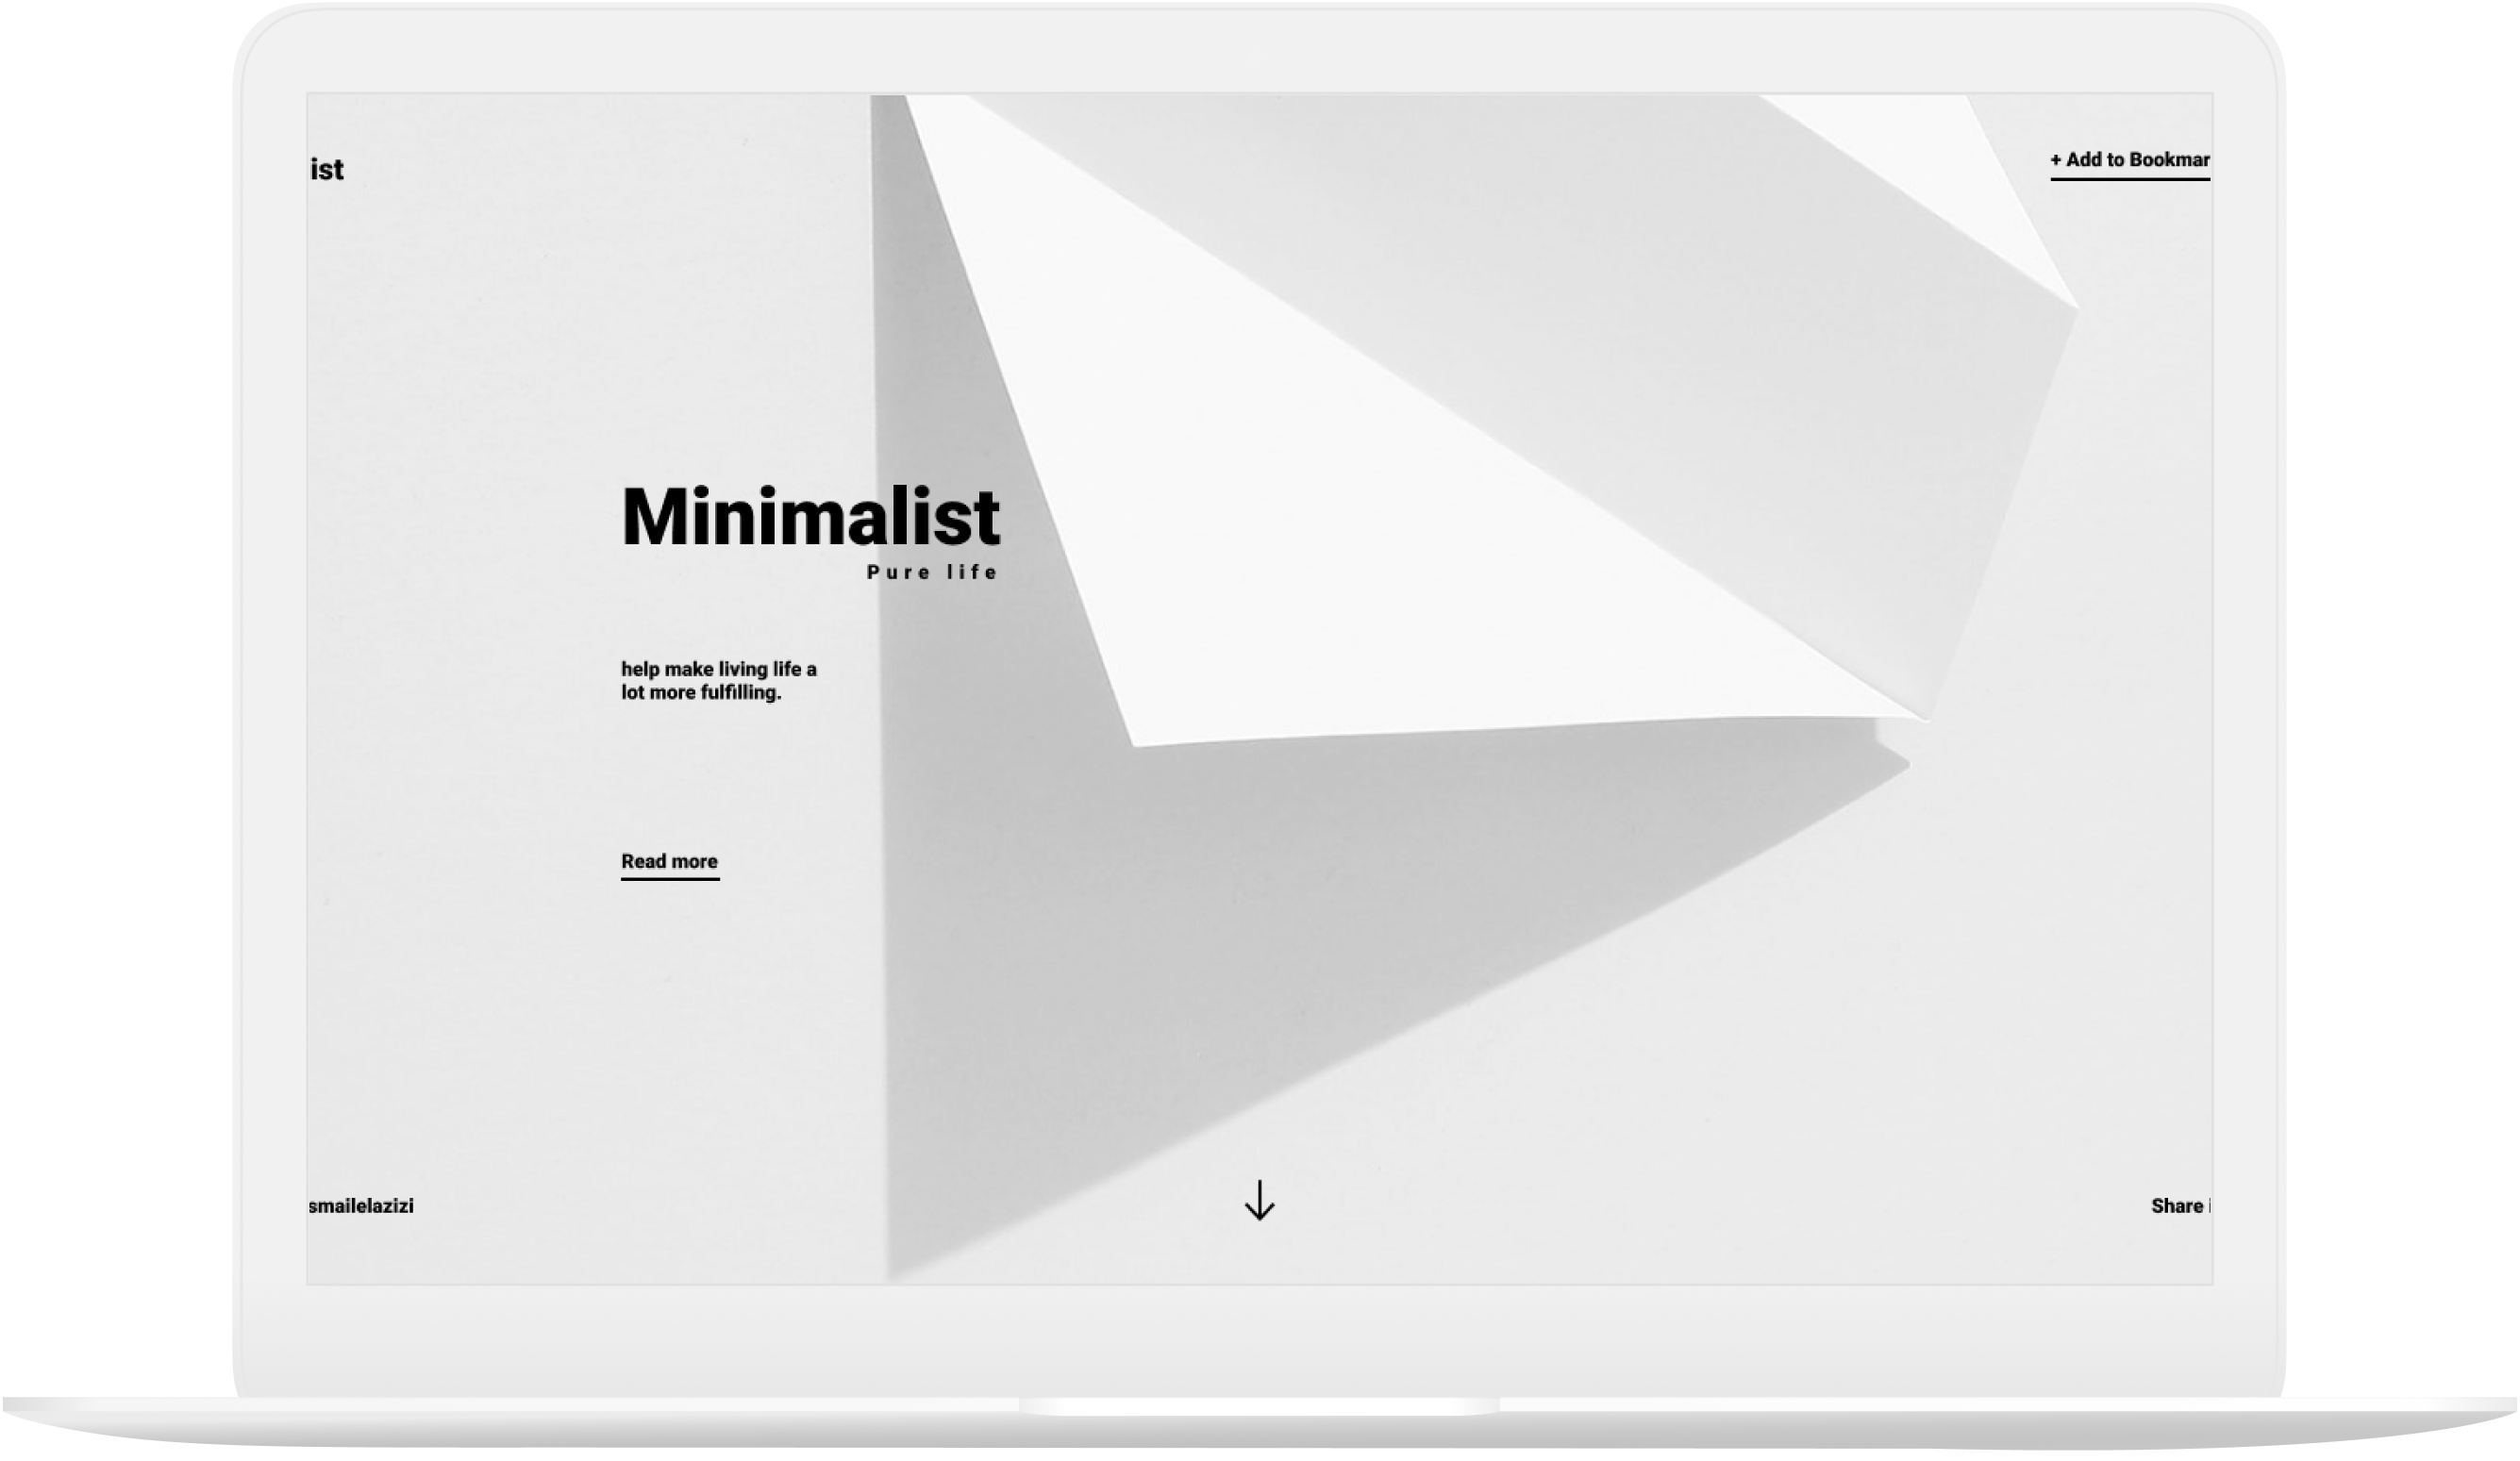 ist
+ Add to Bookmar
Minimalist
Pure life
help make living life a
lot more fulfilling.
Read more
smailelazizi
Share i